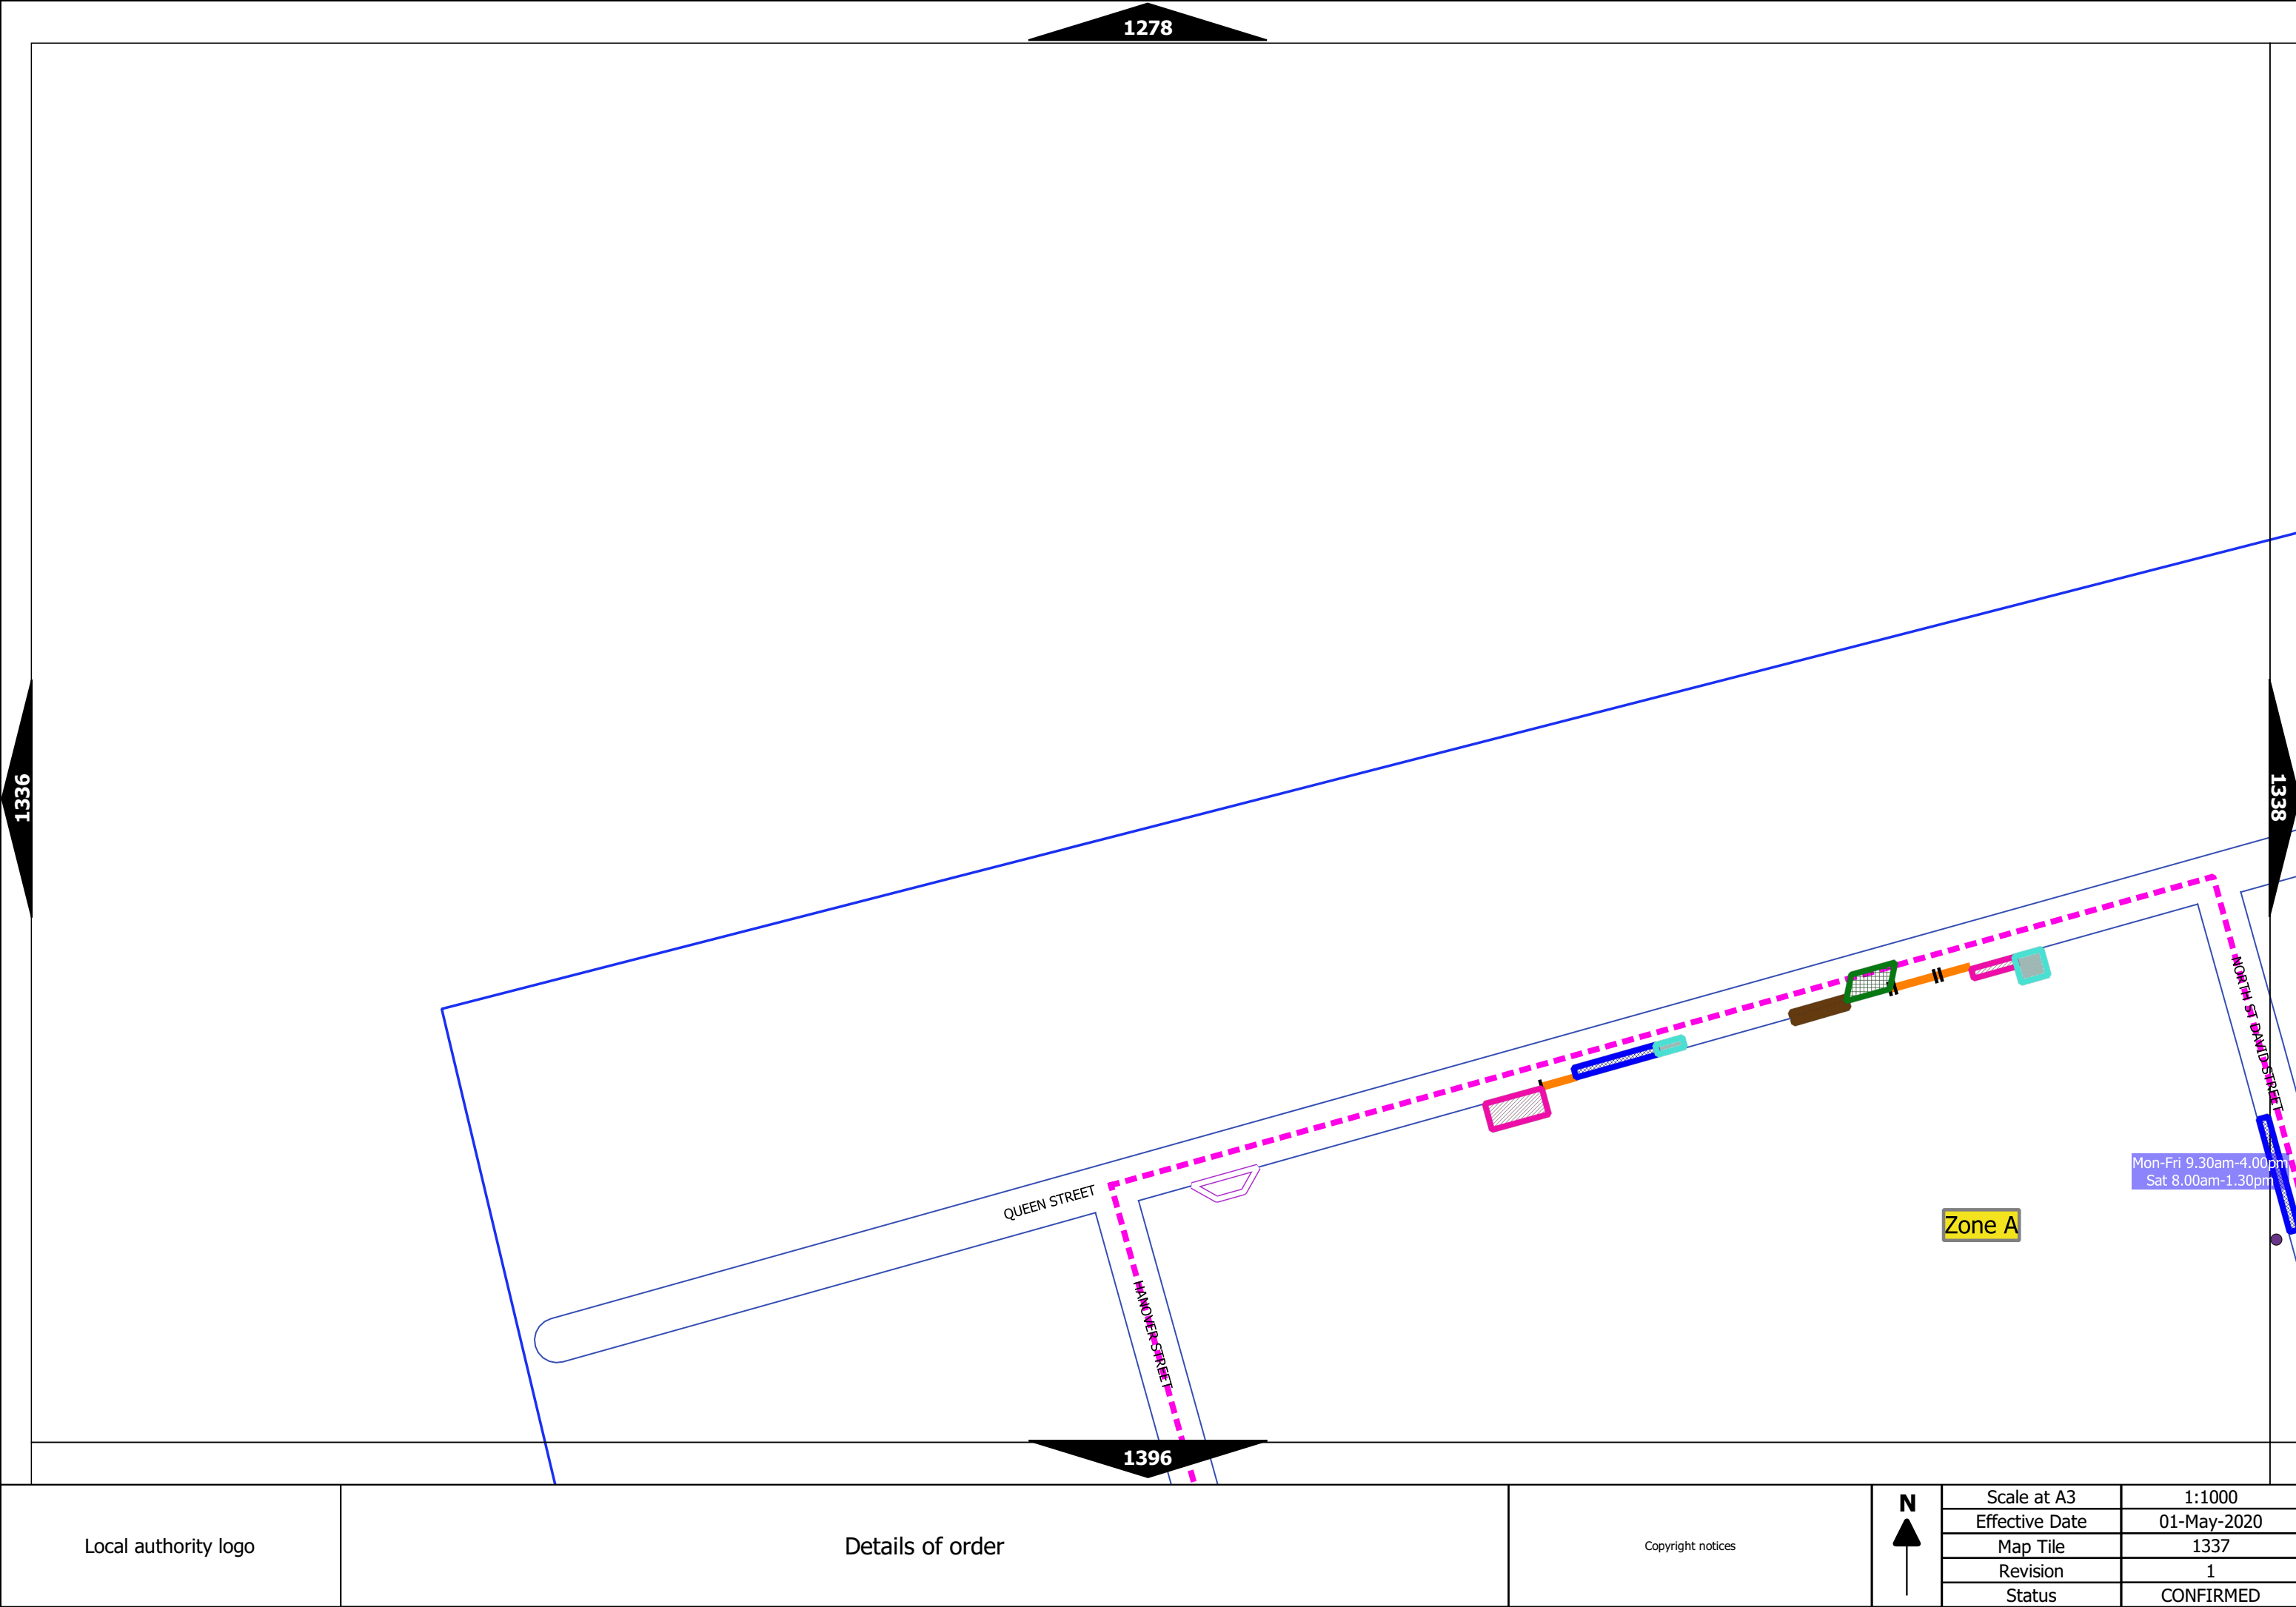 1278
1336
1338
NORTH ST DAVID STREET
Mon-Fri 9.30am-4.00pm
Sat 8.00am-1.30pm
QUEEN STREET
Zone A
HANOVER STREET
1396
Local authority logo
Details of order
Copyright notices
N
Scale at A3 1:1000
Effective Date 01-May-2020
Map Tile 1337
Revision 1
Status CONFIRMED